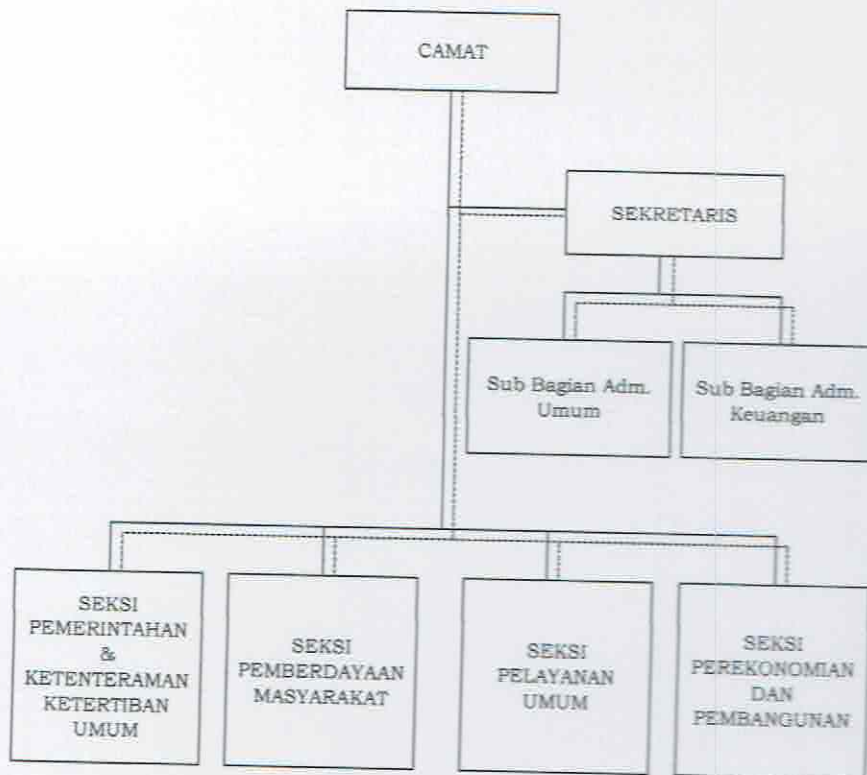 CAMAT
SEKRETARIS
Sub Bagian Adm.
Umum
Sub Bagian Adm.
Keuangan
SEKSI
PEMERINTAHAN
&
KETENTERAMAN
KETERTIBAN
UMUM
SEKSI
PEMBERDAYAAN
MASYARAKAT
SEKSI
PELAYANAN
UMUM
SEKSI
PEREKONOMIAN
DAN
PEMBANGUNAN